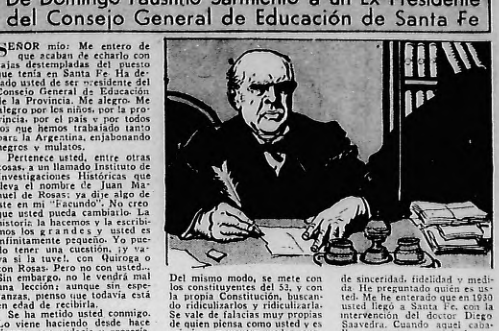 De Domingo Faustino Sarmiento a un Ex Presidente
del Consejo General de Educación de Santa Fe
SEÑOR mío: Me entero de
que acaban de echarlo con
cajas destempladas del puesto
que tenía en Santa Fe. Ha de-
jado usted de ser presidente del
Consejo General de Educación
de la Provincia. Me alegro. Me
alegro por los niños, por la pro-
vincia, por el país y por todos
los que hemos trabajado tanto
para la Argentina, enjabonando
negros y mulatos.
Pertenece usted, entre otras
cosas, a un llamado Instituto de
Investigaciones Históricas que
lleva el nombre de Juan Ma-
nuel de Rosas; ya dije algo de
éste en mi "Facundo". No creo
que usted pueda cambiarlo. La
historia la hacemos y la escribi-
mos los grandes y usted es
infinitamente pequeño. Yo pue-
do tener una cuestión, ¡y va-
ya si la tuve!, con Quiroga o
con Rosas. Pero no con usted...
Sin embargo, no le vendrá mal
una lección; aunque sin espe-
ranzas, pienso que todavía está
en edad de recibirla.
Se ha metido usted conmigo.
Lo viene haciendo desde hace
Del mismo modo, se mete con
los constituyentes del 53, y con
la propia Constitución, buscan-
do ridiculizarlos y ridiculizarla.
Se vale de falacias muy propias
de quien piensa como usted y es
de sinceridad, fidelidad y medi-
da. He preguntado quién es us-
ted. Me he enterado que en 1930
usted llegó a Santa Fe, con la
intervención del doctor Diego
Saavedra. Cuando aquél